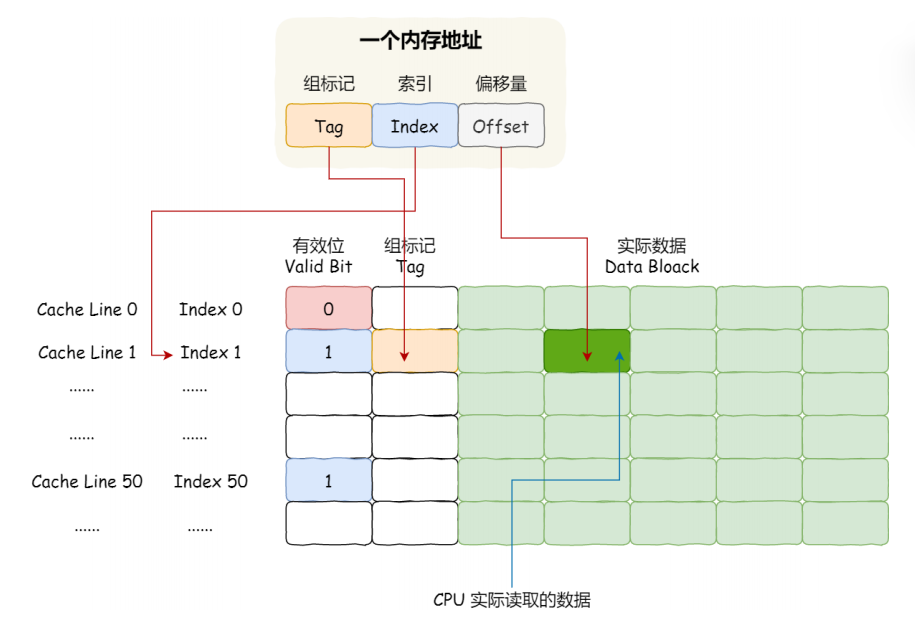 一个内存地址
组标记 索引 偏移量
Tag Index Offset
有效位 组标记 实际数据
Valid Bit Tag Data Bloack
Cache Line 0 Index 0 0
Cache Line 1 Index 1 1
...... ......
...... ......
Cache Line 50 Index 50 1
...... ......
CPU 实际读取的数据